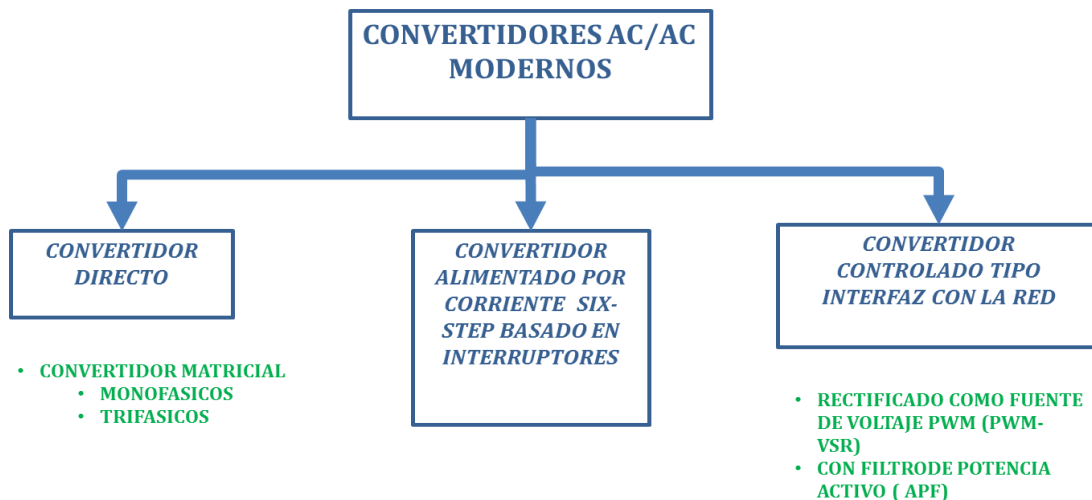 CONVERTIDORES AC/AC
MODERNOS
CONVERTIDOR
DIRECTO
• CONVERTIDOR MATRICIAL
• MONOFASICOS
• TRIFASICOS
CONVERTIDOR
ALIMENTADO POR
CORRIENTE SIX-
STEP BASADO EN
INTERRUPTORES
CONVERTIDOR
CONTROLADO TIPO
INTERFAZ CON LA RED
• RECTIFICADO COMO FUENTE
DE VOLTAJE PWM (PWM-
VSR)
• CON FILTRODE POTENCIA
ACTIVO ( APF)